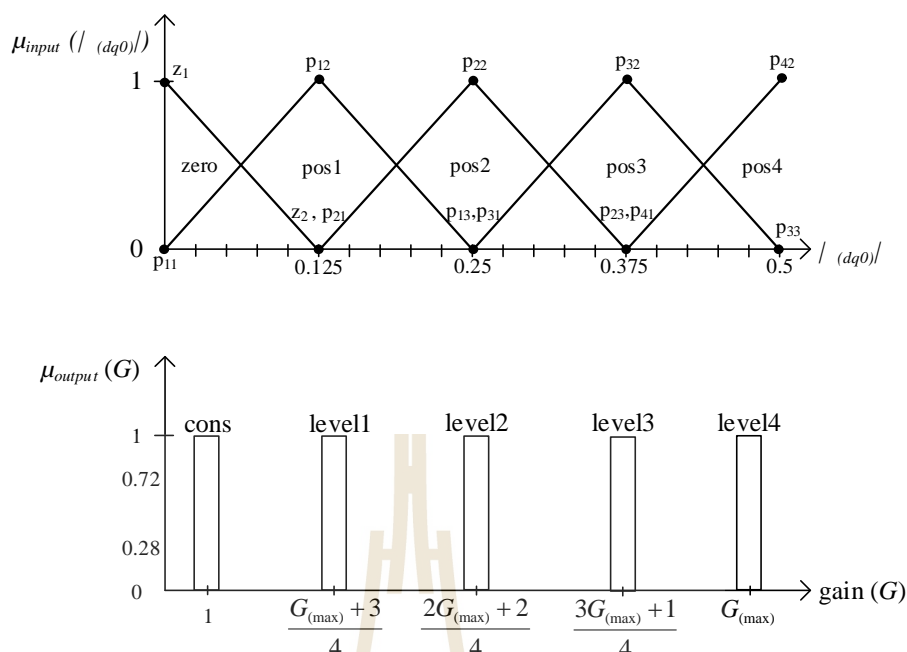 μinput (| (dq0)|)
1
z1
p12
p22
p32
p42
zero
pos1
pos2
pos3
pos4
z2 , p21
p13,p31
p23,p41
p33
0
p11
0.125
0.25
0.375
0.5
| (dq0)|
μoutput (G)
cons
level1
level2
level3
level4
1
0.72
0.28
0
1
G(max) + 3
4
2G(max) + 2
4
3G(max) + 1
4
G(max)
gain (G)